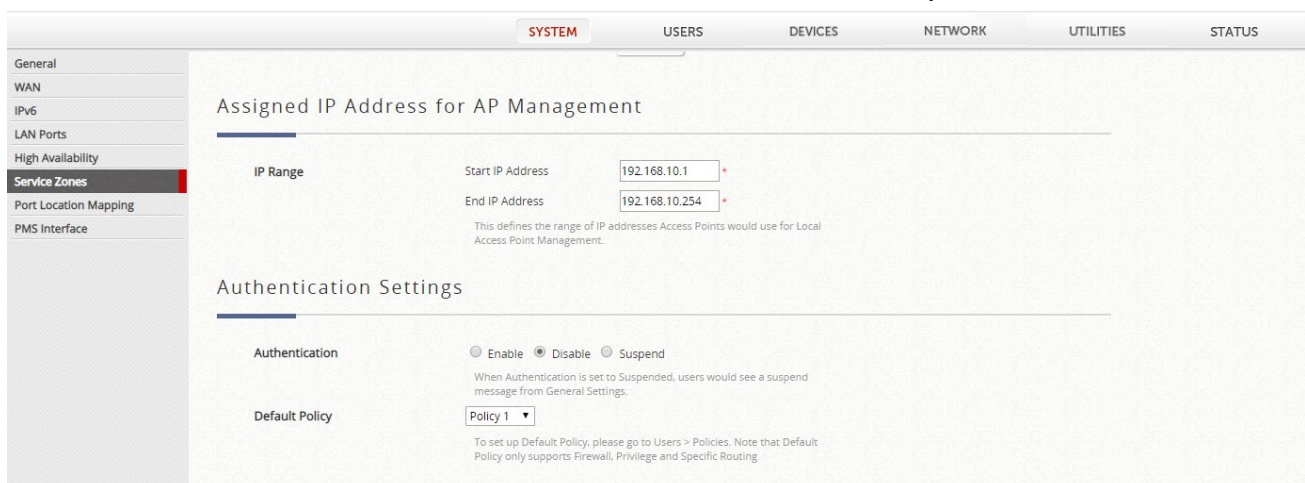 SYSTEM USERS DEVICES NETWORK UTILITIES STATUS
General
WAN
IPv6
LAN Ports
High Availability
Service Zones
Port Location Mapping
PMS Interface
Assigned IP Address for AP Management
IP Range Start IP Address 192.168.10.1 *
End IP Address 192.168.10.254 *
This defines the range of IP addresses Access Points would use for Local
Access Point Management.
Authentication Settings
Authentication Enable Disable Suspend
When Authentication is set to Suspended, users would see a suspend
message from General Settings.
Default Policy Policy 1
To set up Default Policy, please go to Users > Policies. Note that Default
Policy only supports Firewall, Privilege and Specific Routing